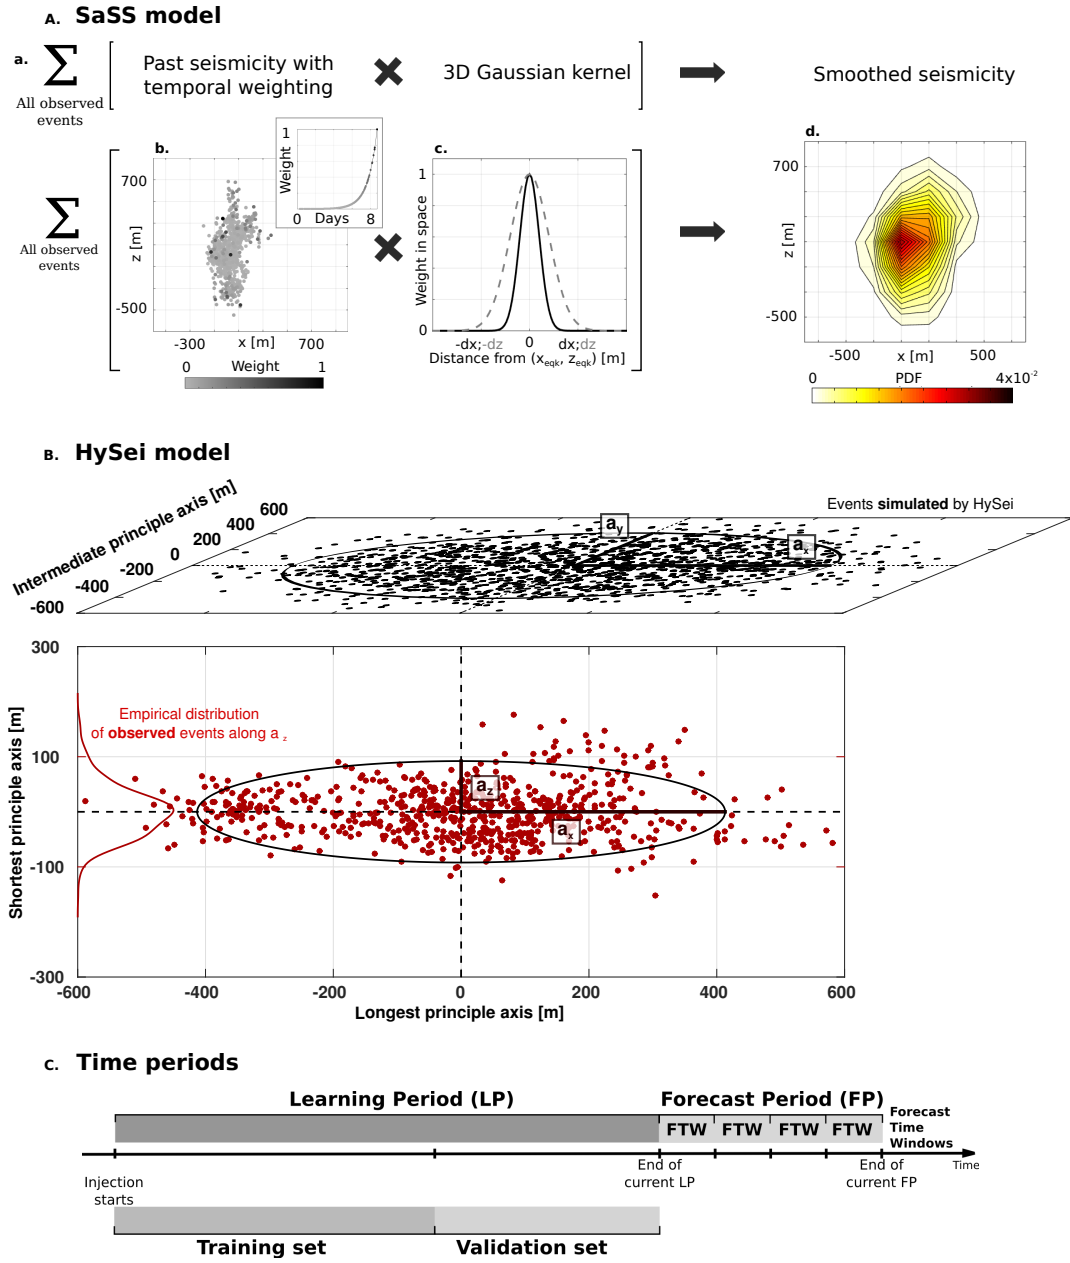 A. SaSS model
a.
Σ
All observed
events
Past seismicity with
temporal weighting
3D Gaussian kernel
Smoothed seismicity
Σ
All observed
events
b.
700
-500
z [m]
-300
x [m]
700
Weight
0
1
1
Weight
0
Days
8
c.
1
0
Weight in space
-dx;-dz
0
dx;dz
Distance from (x_eqk, z_eqk) [m]
d.
700
-500
z [m]
-500
x [m]
500
0
PDF
4x10⁻²
B. HySei model
Intermediate principle axis [m]
600
400
200
0
-200
-400
-600
Events simulated by HySei
a_y
a_x
300
100
-100
-300
Shortest principle axis [m]
Empirical distribution
of observed events along a_z
a_z
a_x
-600
-400
-200
0
200
400
600
Longest principle axis [m]
C. Time periods
Learning Period (LP)
Forecast Period (FP)
FTW
FTW
FTW
FTW
Forecast
Time
Windows
Injection
starts
End of
current LP
End of
current FP
Time
Training set
Validation set